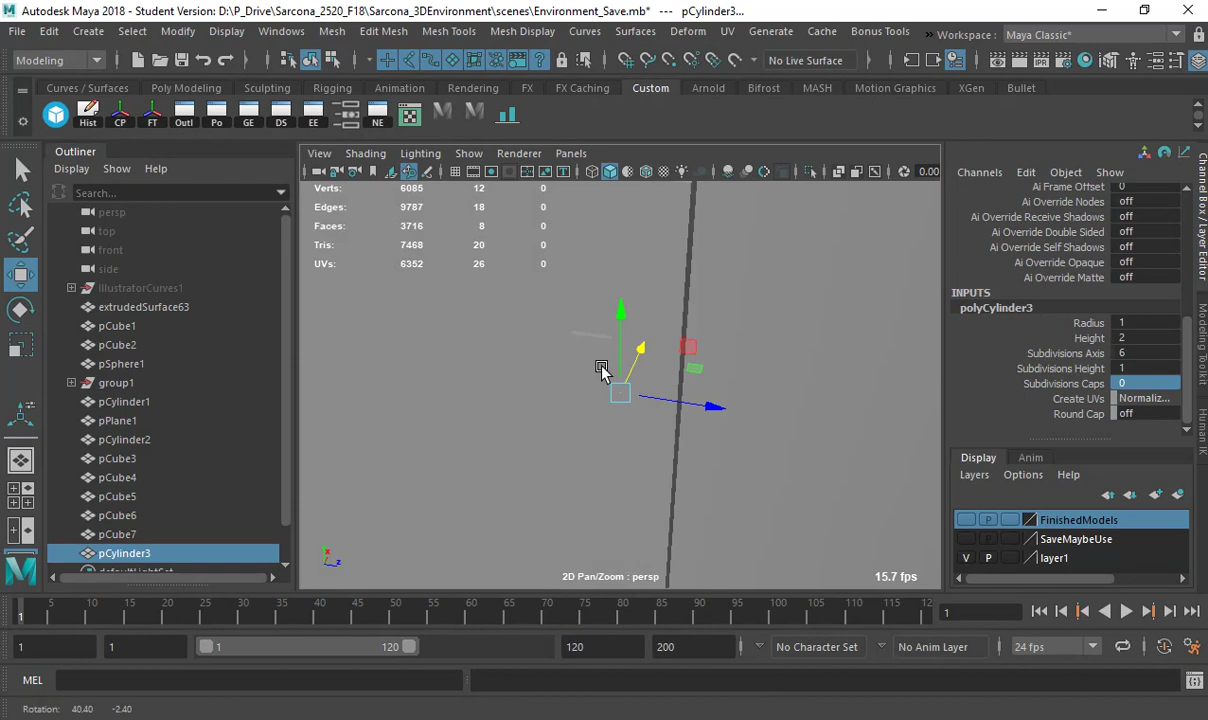 Autodesk Maya 2018 - Student Version: D:\P_Drive\Sarcona_2520_F18\Sarcona_3DEnvironment\scenes\Environment_Save.mb* --- pCylinder3...
File Edit Create Select Modify Display Windows Mesh Edit Mesh Mesh Tools Mesh Display Curves Surfaces Deform UV Generate Cache Bonus Tools Workspace: Maya Classic*
Modeling No Live Surface
Curves / Surfaces Poly Modeling Sculpting Rigging Animation Rendering FX FX Caching Custom Arnold Bifrost MASH Motion Graphics XGen Bullet
Hist CP FT Outl Po GE DS EE NE
Outliner
Display Show Help
Search...
persp
top
front
side
IllustratorCurves1
extrudedSurface63
pCube1
pCube2
pSphere1
group1
pCylinder1
pPlane1
pCylinder2
pCube3
pCube4
pCube5
pCube6
pCube7
pCylinder3
defaultLightSet
View Shading Lighting Show Renderer Panels
0.00
Verts: 6085 12 0
Edges: 9787 18 0
Faces: 3716 8 0
Tris: 7468 20 0
UVs: 6352 26 0
x
z
2D Pan/Zoom : persp
15.7 fps
Channels Edit Object Show
Ai Frame Offset 0
Ai Override Nodes off
Ai Override Receive Shadows off
Ai Override Double Sided off
Ai Override Self Shadows off
Ai Override Opaque off
Ai Override Matte off
INPUTS
polyCylinder3
Radius 1
Height 2
Subdivisions Axis 6
Subdivisions Height 1
Subdivisions Caps 0
Create UVs Normaliz...
Round Cap off
Display Anim
Layers Options Help
P FinishedModels
P SaveMaybeUse
V P layer1
Channel Box / Layer Editor
Modeling Toolkit
Human IK
5 10 15 20 25 30 35 40 45 50 55 60 65 70 75 80 85 90 95 100 105 110 115 12
1 1
1 1 1 120 120 200 No Character Set No Anim Layer 24 fps
MEL
Rotation: 40.40 -2.40